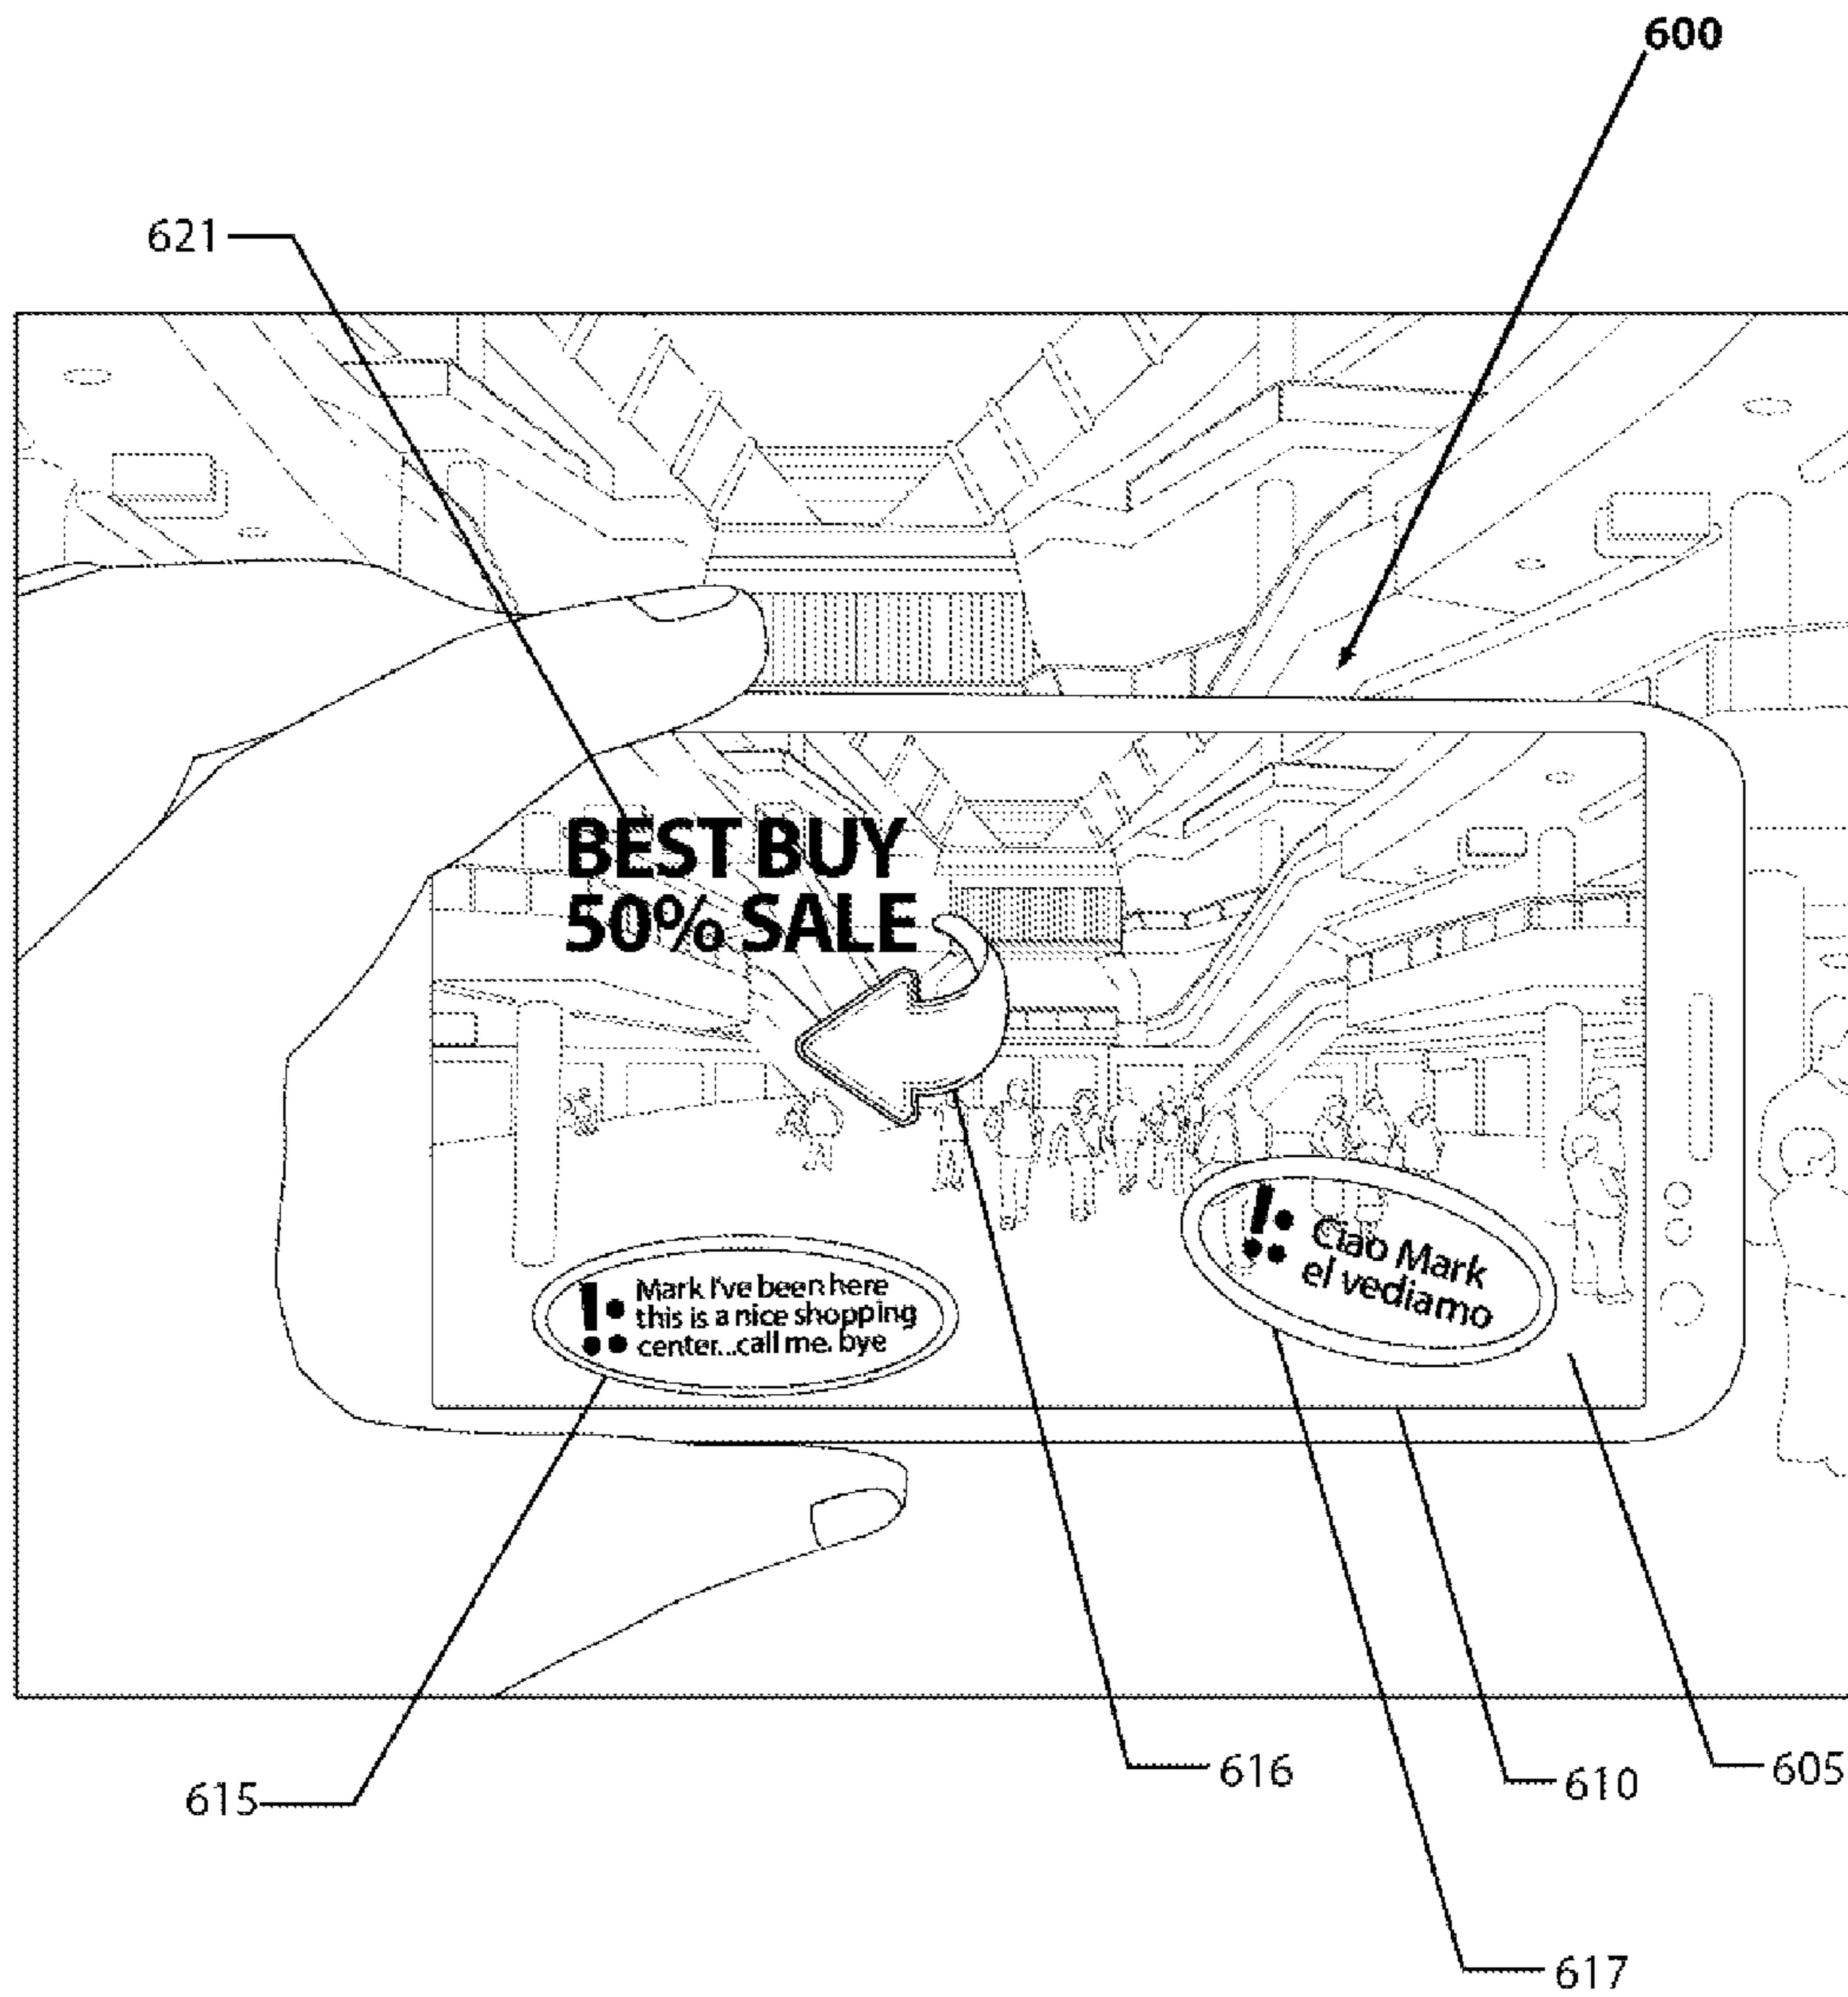 600
621
BEST BUY
50% SALE
Ciao Mark
el vediamo
Mark I've been here
this is a nice shopping
center...call me. bye
616
605
610
615
617